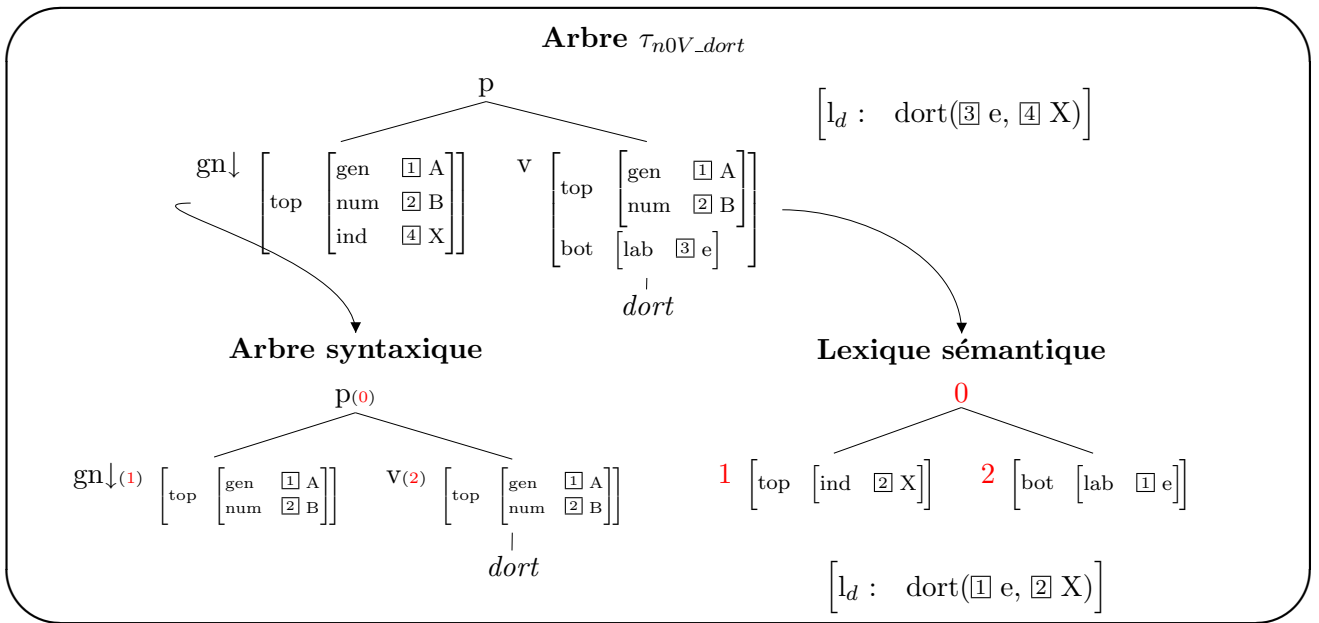 Arbre τn0V_dort
p
[l_d : dort([3] e, [4] X)]
gn↓ [top [gen [1] A
num [2] B
ind [4] X]]
v [top [gen [1] A
num [2] B]
bot [lab [3] e]]
dort
Arbre syntaxique
p(0)
gn↓(1) [top [gen [1] A
num [2] B]]
v(2) [top [gen [1] A
num [2] B]]
dort
Lexique sémantique
0
1 [top [ind [2] X]]
2 [bot [lab [1] e]]
[l_d : dort([1] e, [2] X)]